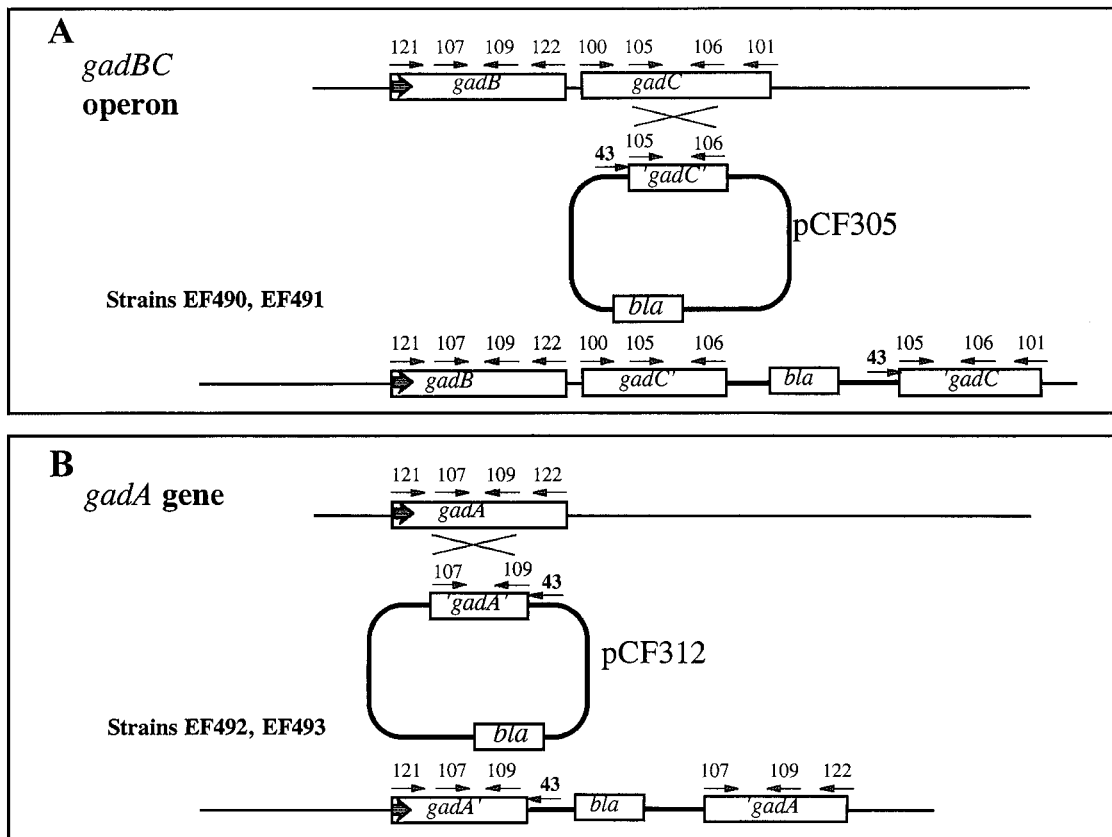 A
gadBC
operon
121 107 109 122 100 105 106 101
gadB gadC
105 106
43
'gadC'
pCF305
bla
Strains EF490, EF491
121 107 109 122 100 105 106 43 105 106 101
gadB gadC' bla 'gadC
B
gadA gene
121 107 109 122
gadA
107 109 43
'gadA'
pCF312
bla
Strains EF492, EF493
121 107 109 43 107 109 122
gadA' bla 'gadA